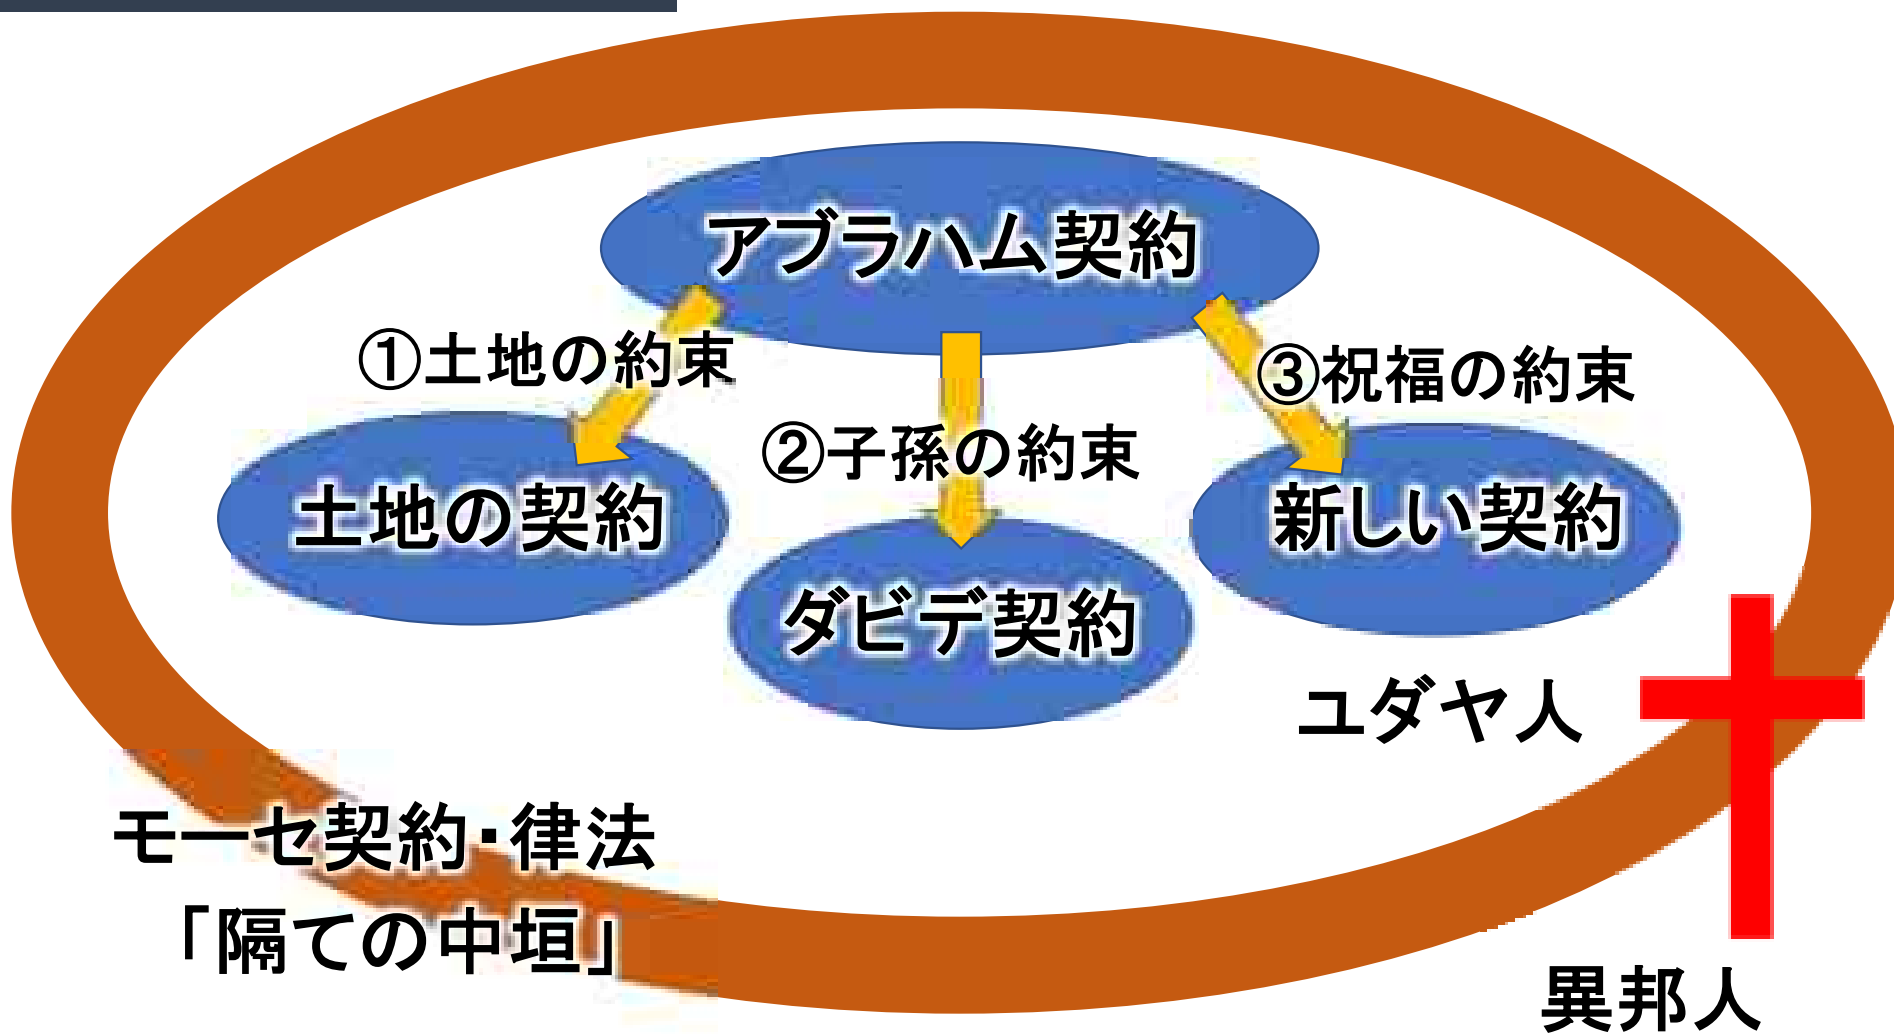 アブラハム契約
①土地の約束
③祝福の約束
②子孫の約束
土地の契約
新しい契約
ダビデ契約
ユダヤ人
モーセ契約・律法
「隔ての中垣」
異邦人